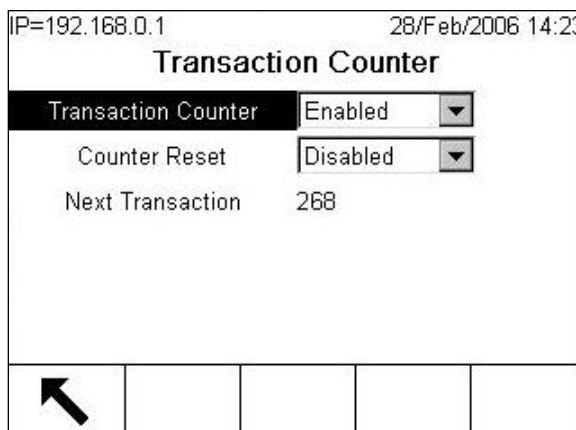 IP=192.168.0.1 28/Feb/2006 14:23
Transaction Counter
Transaction Counter Enabled
Counter Reset Disabled
Next Transaction 268